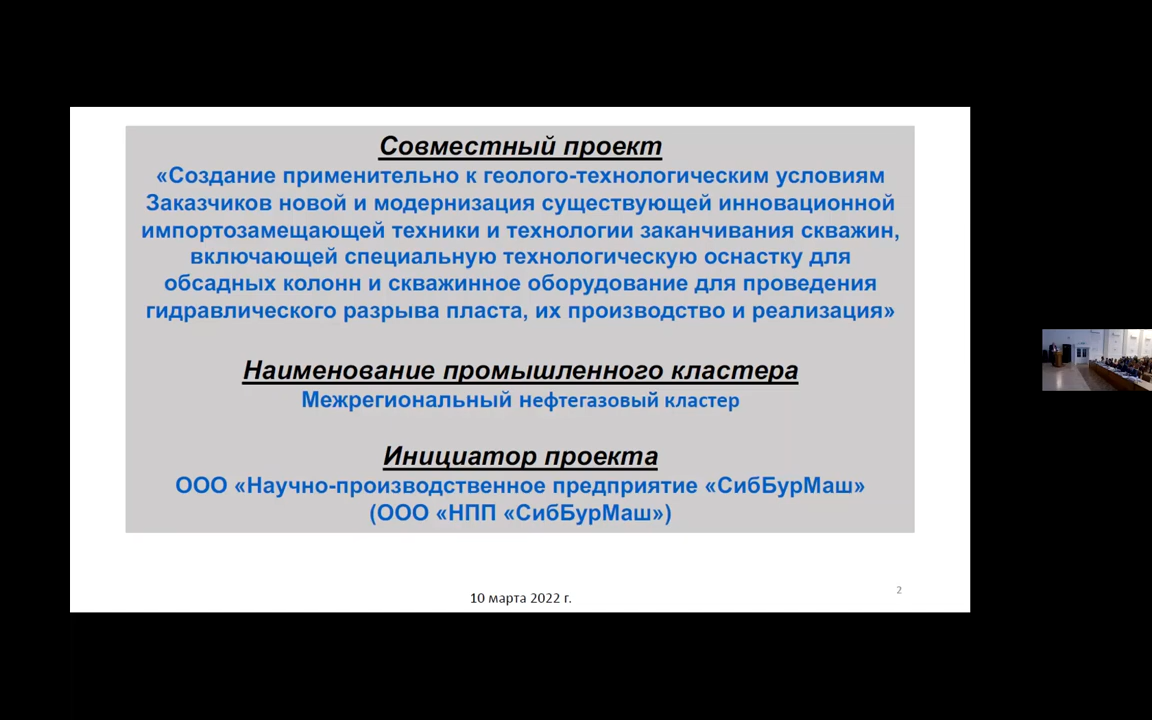 Совместный проект
«Создание применительно к геолого-технологическим условиям
Заказчиков новой и модернизация существующей инновационной
импортозамещающей техники и технологии заканчивания скважин,
включающей специальную технологическую оснастку для
обсадных колонн и скважинное оборудование для проведения
гидравлического разрыва пласта, их производство и реализация»
Наименование промышленного кластера
Межрегиональный нефтегазовый кластер
Инициатор проекта
ООО «Научно-производственное предприятие «СибБурМаш»
(ООО «НПП «СибБурМаш»)
10 марта 2022 г.
2